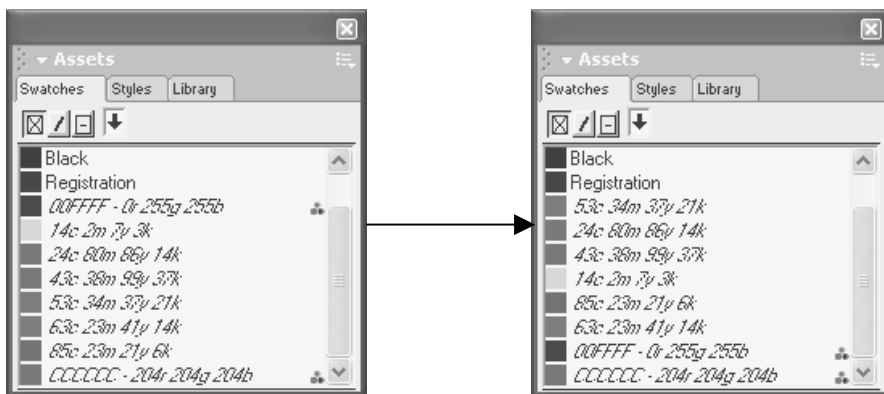 Assets
Swatches Styles Library
Black
Registration
00FFFF - 0r 255g 255b
14c 2m 7y 3k
24c 80m 86y 14k
43c 38m 99y 37k
53c 34m 37y 21k
63c 23m 41y 14k
85c 23m 21y 6k
CCCCCC - 204r 204g 204b
Assets
Swatches Styles Library
Black
Registration
53c 34m 37y 21k
24c 80m 86y 14k
43c 38m 99y 37k
14c 2m 7y 3k
85c 23m 21y 6k
63c 23m 41y 14k
00FFFF - 0r 255g 255b
CCCCCC - 204r 204g 204b